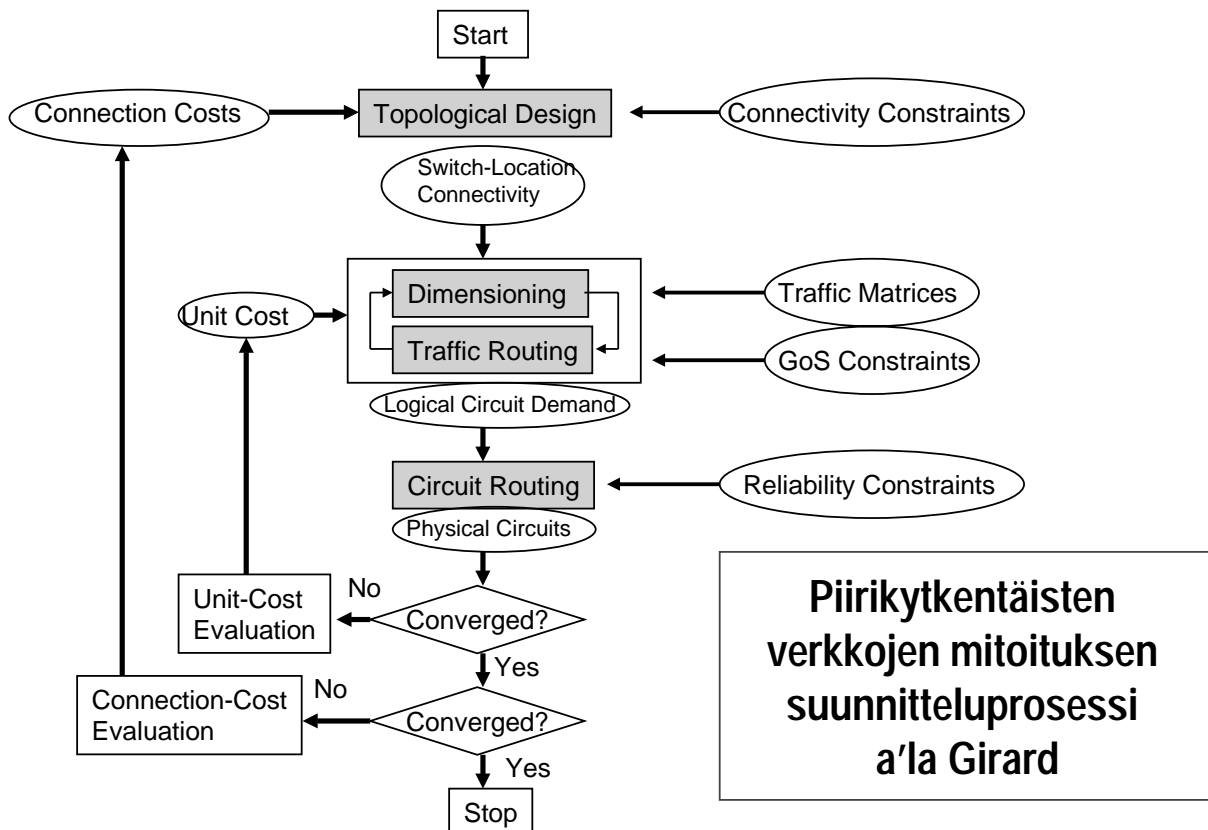 Start
Connection Costs
Topological Design
Connectivity Constraints
Switch-Location
Connectivity
Dimensioning
Traffic Matrices
Unit Cost
Traffic Routing
GoS Constraints
Logical Circuit Demand
Circuit Routing
Reliability Constraints
Physical Circuits
No
Unit-Cost
Evaluation
Converged?
Yes
No
Connection-Cost
Evaluation
Converged?
Yes
Stop
Piirikytkentäisten
verkkojen mitoituksen
suunnitteluprosessi
a'la Girard